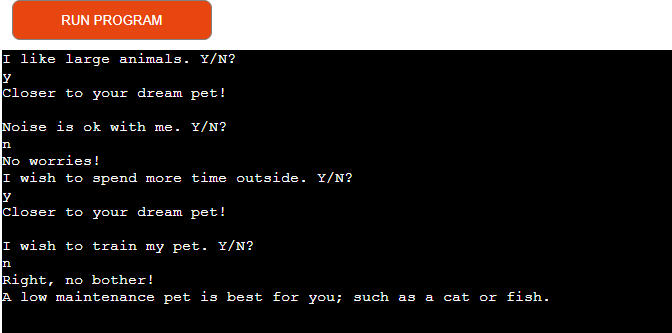 RUN PROGRAM
I like large animals. Y/N?
y
Closer to your dream pet!
Noise is ok with me. Y/N?
n
No worries!
I wish to spend more time outside. Y/N?
y
Closer to your dream pet!
I wish to train my pet. Y/N?
n
Right, no bother!
A low maintenance pet is best for you; such as a cat or fish.